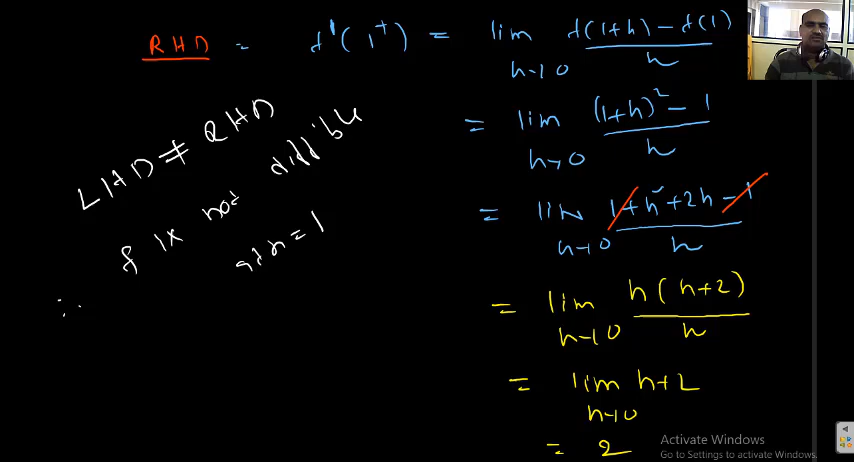 RHD = f'(1⁺) = lim h→0 f(1+h) − f(1) / h
= lim h→0 (1+h)² − 1 / h
= lim h→0 1 + h² + 2h − 1 / h
= lim h→0 h(h+2) / h
= lim h→0 h+2
= 2
LHD ≠ RHD
∴ f is not diffible
at x = 1
Activate Windows
Go to Settings to activate Windows.